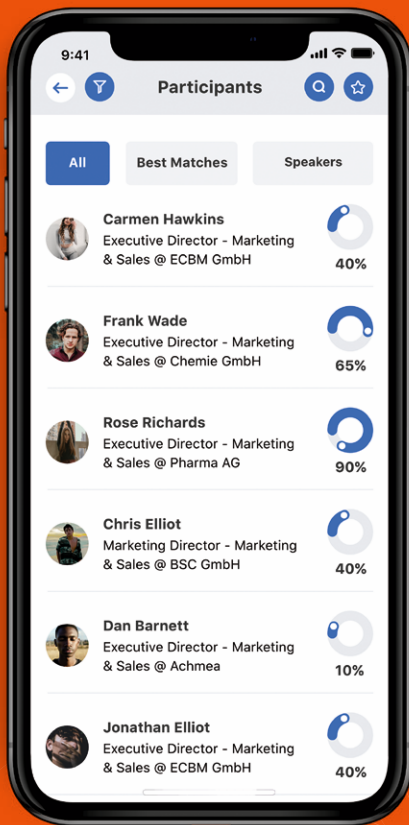 9:41
Participants
All
Best Matches
Speakers
Carmen Hawkins
Executive Director - Marketing
& Sales @ ECBM GmbH
40%
Frank Wade
Executive Director - Marketing
& Sales @ Chemie GmbH
65%
Rose Richards
Executive Director - Marketing
& Sales @ Pharma AG
90%
Chris Elliot
Marketing Director - Marketing
& Sales @ BSC GmbH
40%
Dan Barnett
Executive Director - Marketing
& Sales @ Achmea
10%
Jonathan Elliot
Executive Director - Marketing
& Sales @ ECBM GmbH
40%